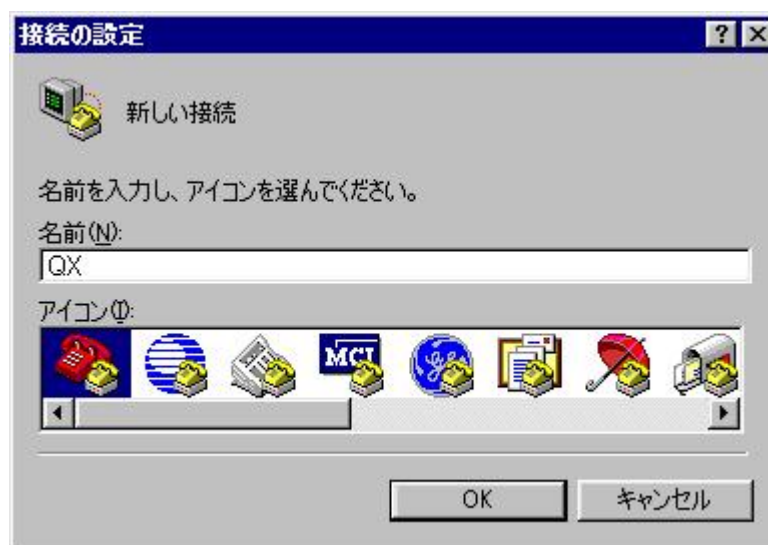 接続の設定
新しい接続
名前を入力し、アイコンを選んでください。
名前(N):
QX
アイコン(I):
MCI
OK
キャンセル